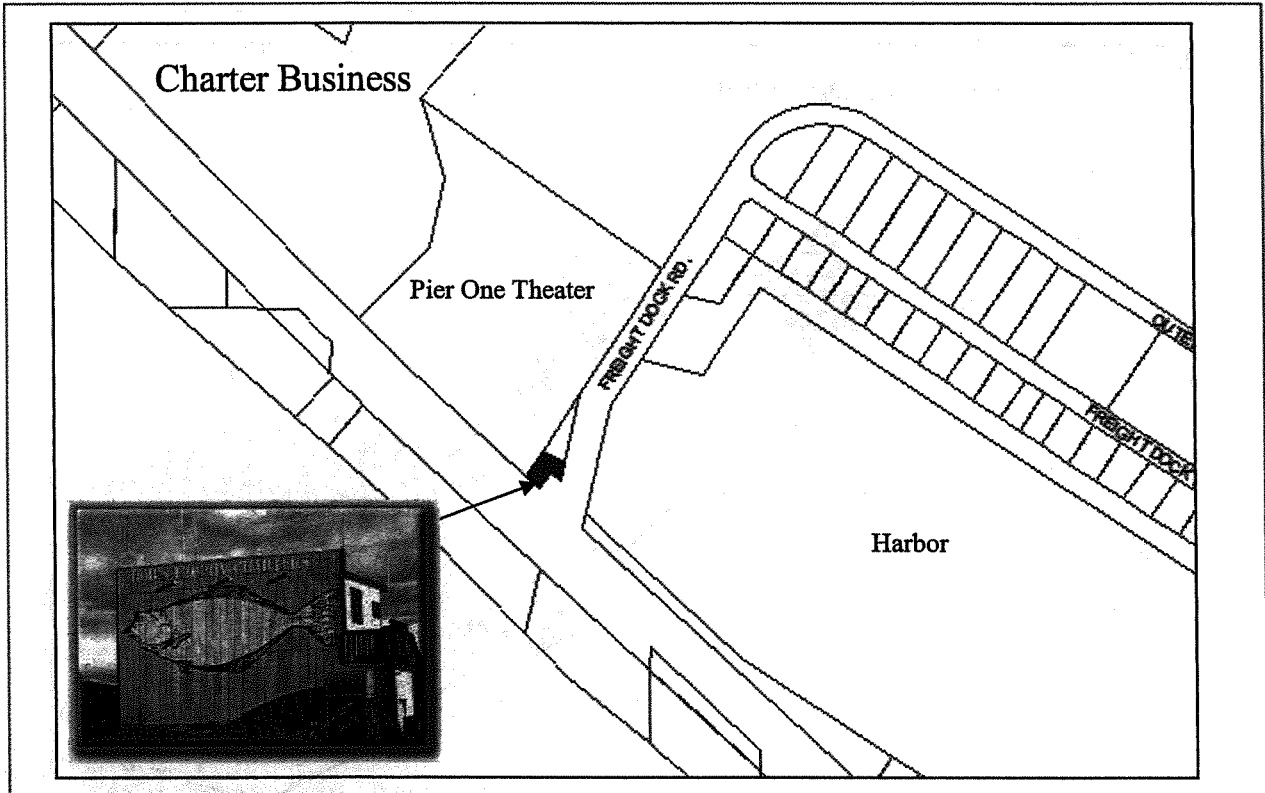 Charter Business
Pier One Theater
FREIGHT DOCK RD.
FREIGHT DOCK
Harbor